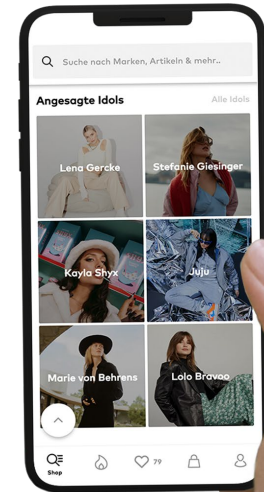 Suche nach Marken, Artikeln & mehr..
Angesagte Idols
Alle Idols
Lena Gercke
Stefanie Giesinger
Kayla Shyx
Juju
Marie von Behrens
Lolo Bravoo
79
Shop